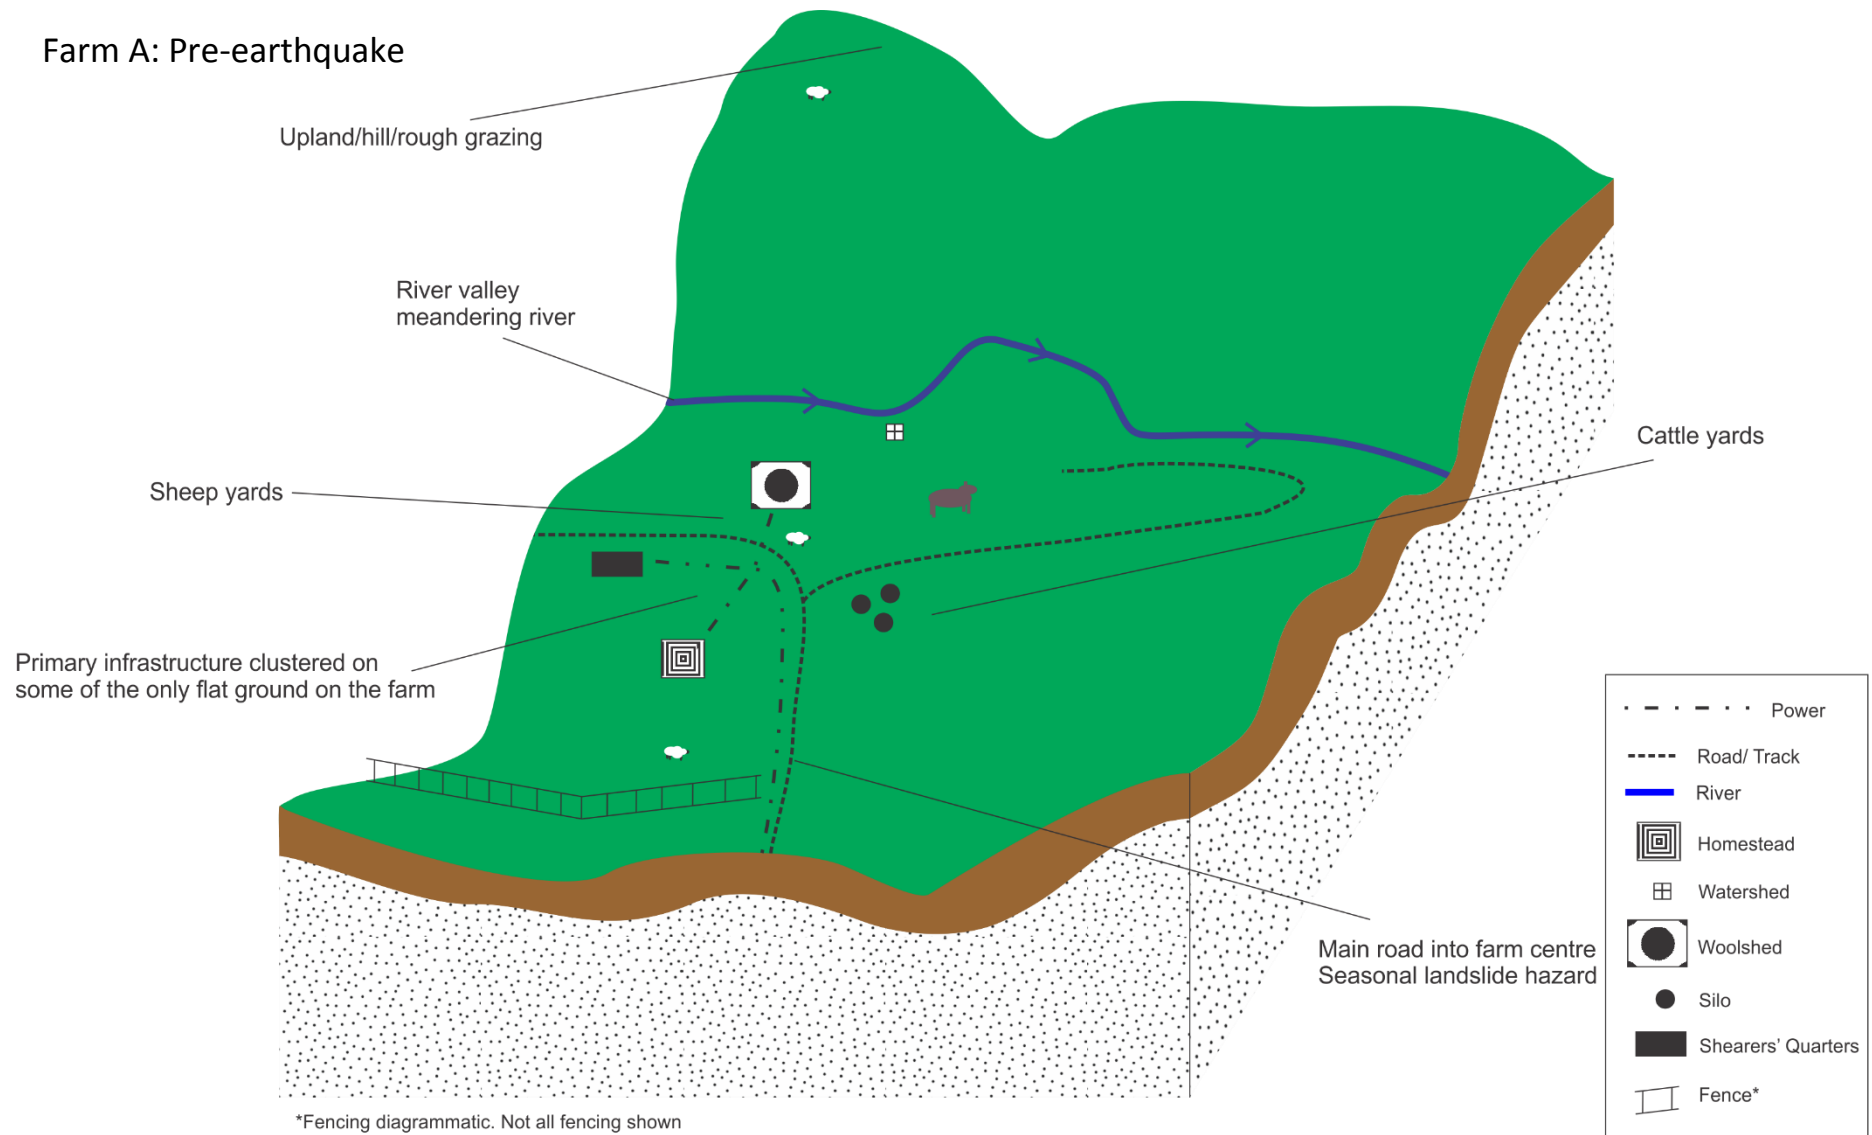 Farm A: Pre-earthquake
Upland/hill/rough grazing
River valley
meandering river
Cattle yards
Sheep yards
Primary infrastructure clustered on
some of the only flat ground on the farm
Main road into farm centre
Seasonal landslide hazard
Power
Road/ Track
River
Homestead
Watershed
Woolshed
Silo
Shearers' Quarters
Fence*
*Fencing diagrammatic. Not all fencing shown